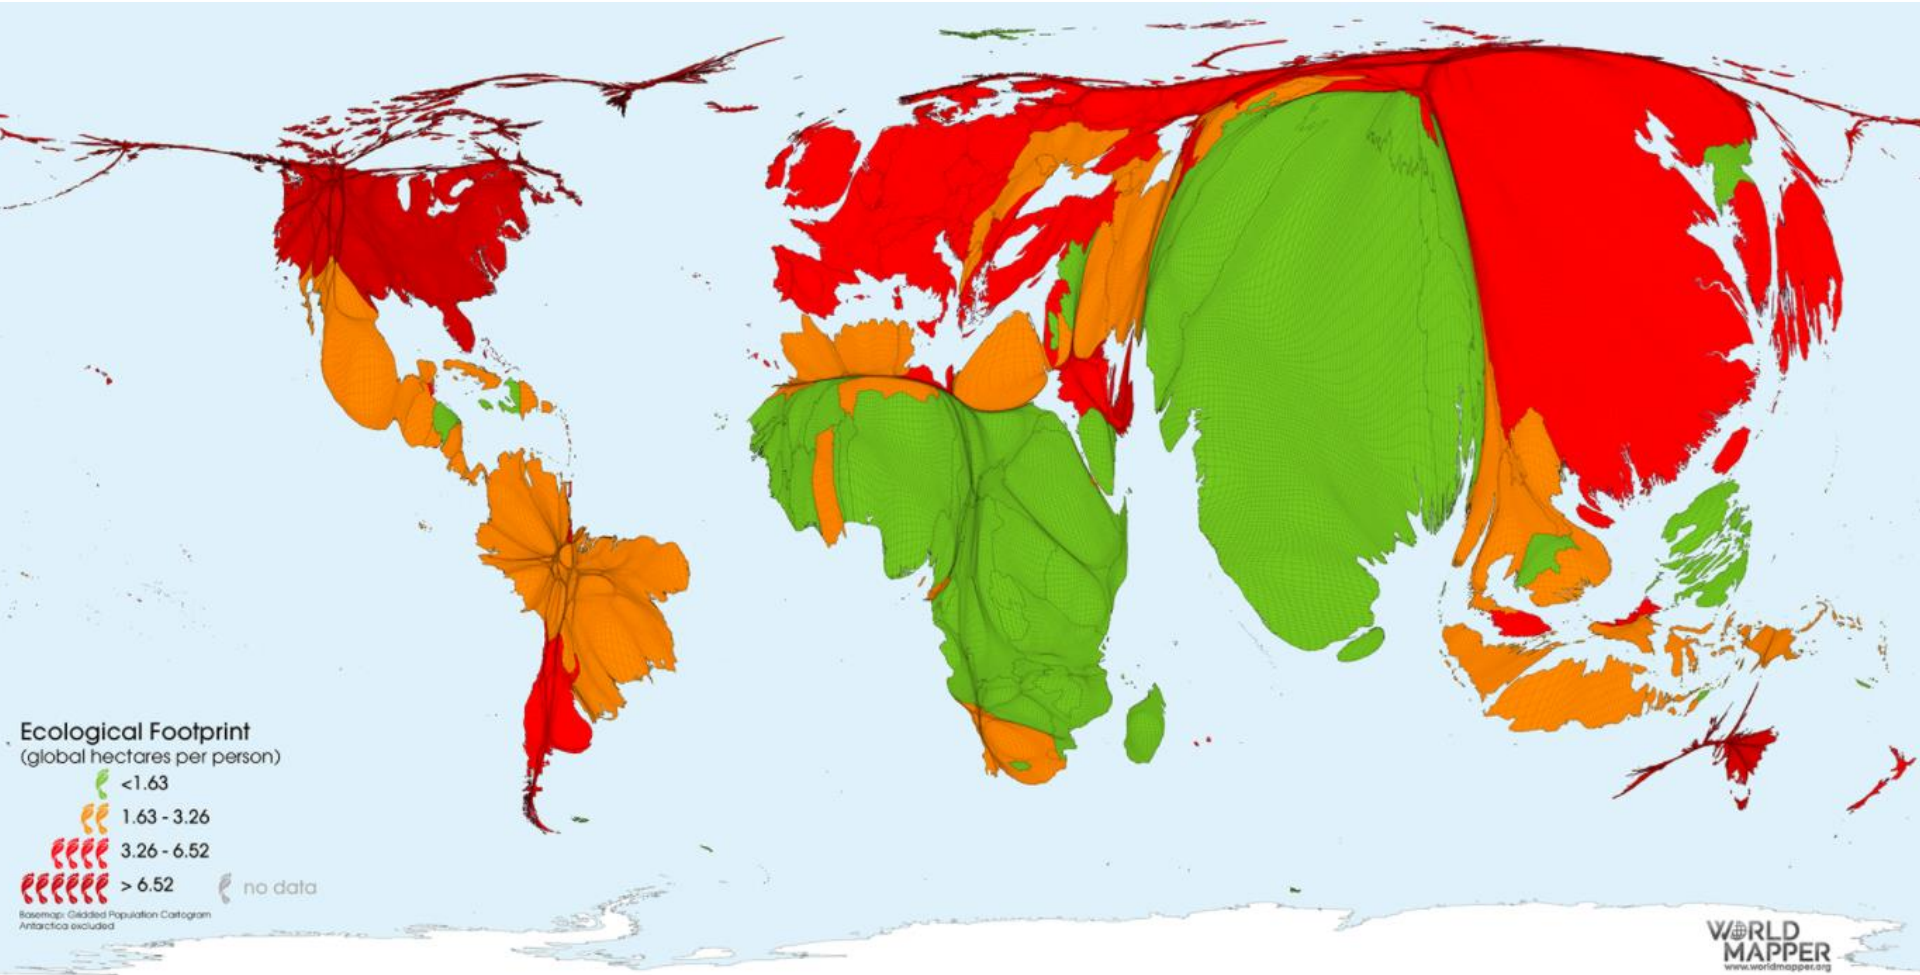 Ecological Footprint
(global hectares per person)
<1.63
1.63 - 3.26
3.26 - 6.52
> 6.52
no data
Basemap: Gridded Population Cartogram
Antarctica excluded
WORLD
MAPPER
www.worldmapper.org